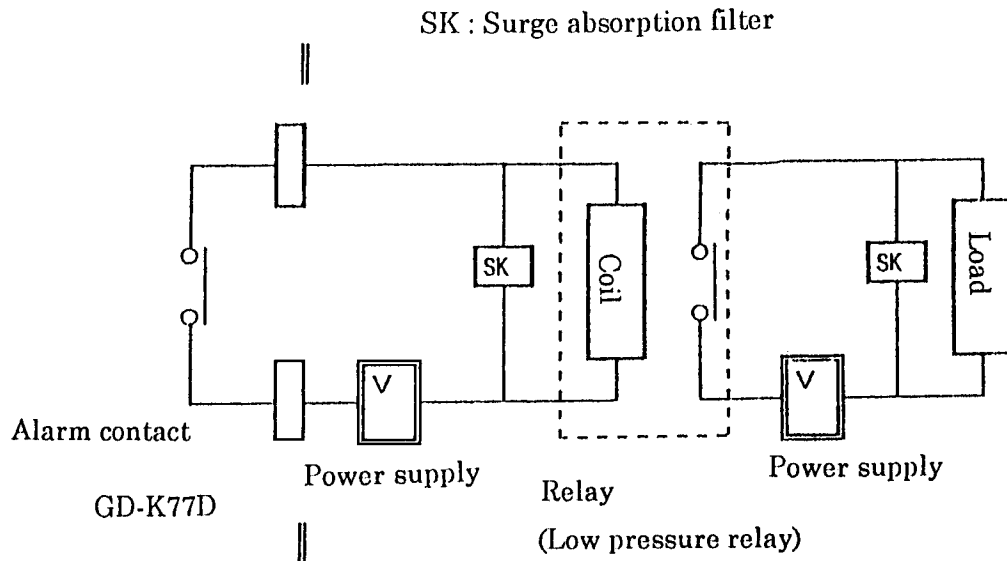 SK : Surge absorption filter
SK
Coil
SK
Load
V
V
Alarm contact
Power supply
Power supply
GD-K77D
Relay
(Low pressure relay)